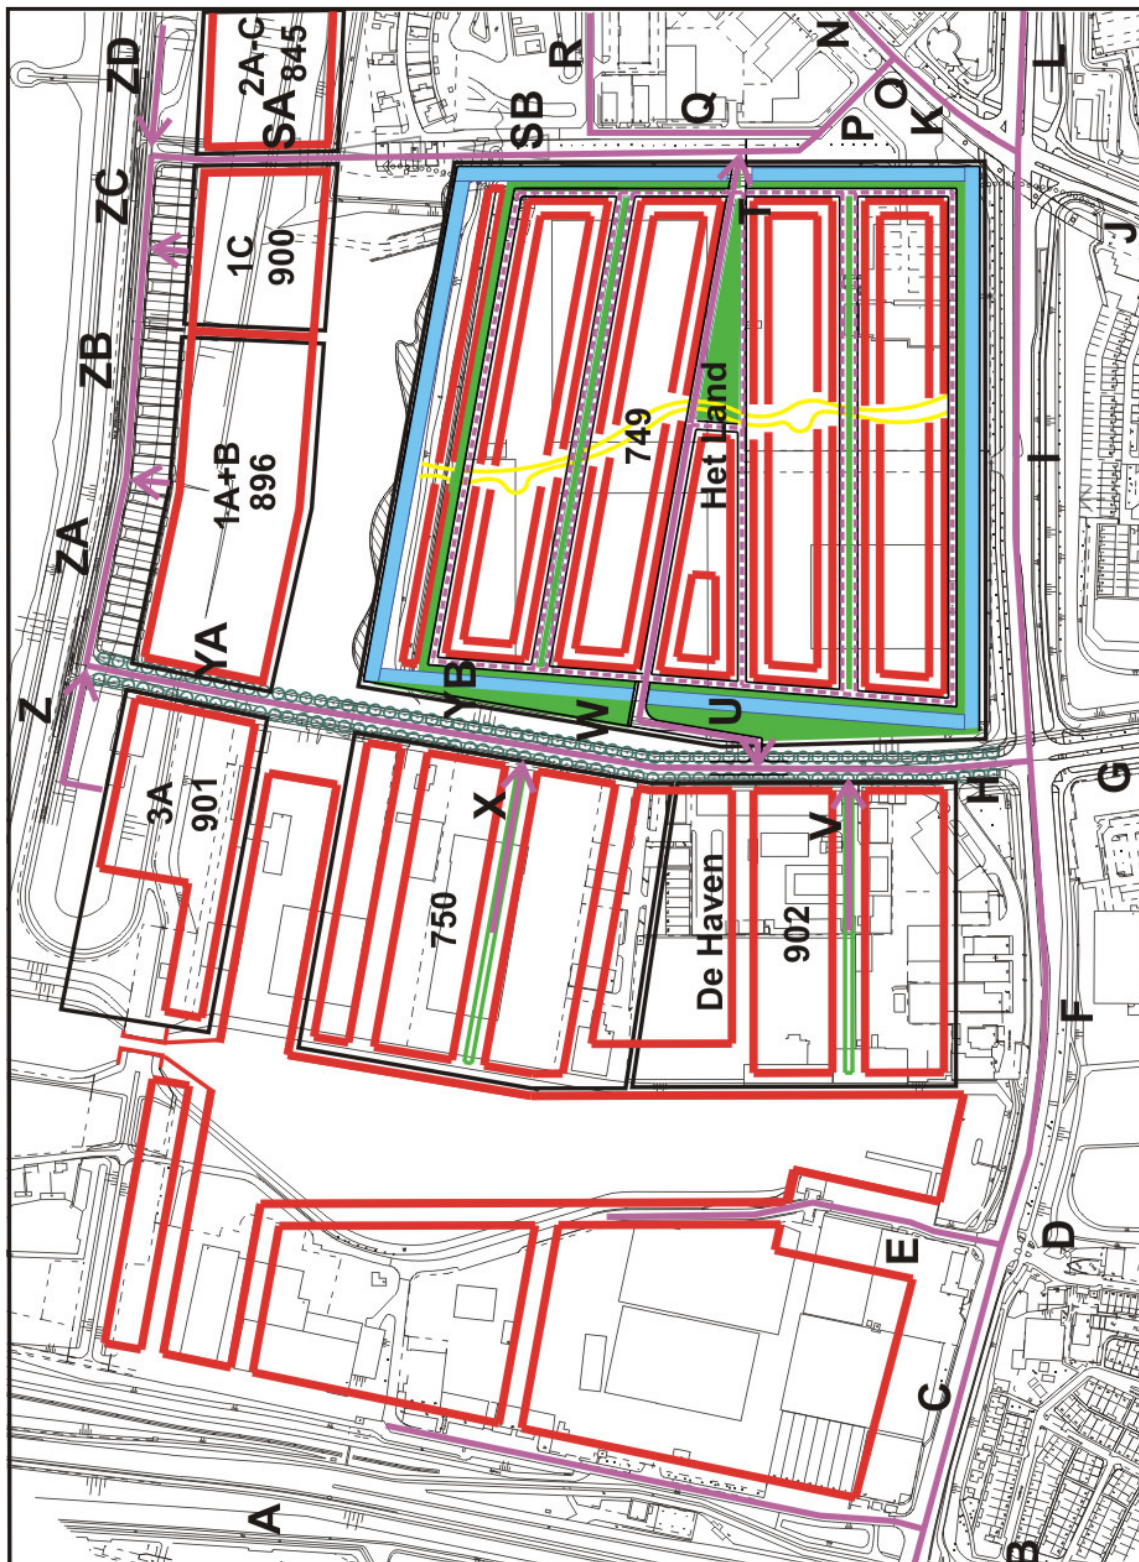 A
B
C
D
E
F
G
H
I
J
K
L
N
O
P
Q
R
SA
SB
T
U
V
W
X
YA
YB
Z
ZA
ZB
ZC
ZD
2A-C
845
1C
900
1A+B
896
3A
901
750
De Haven
902
749
Het Land